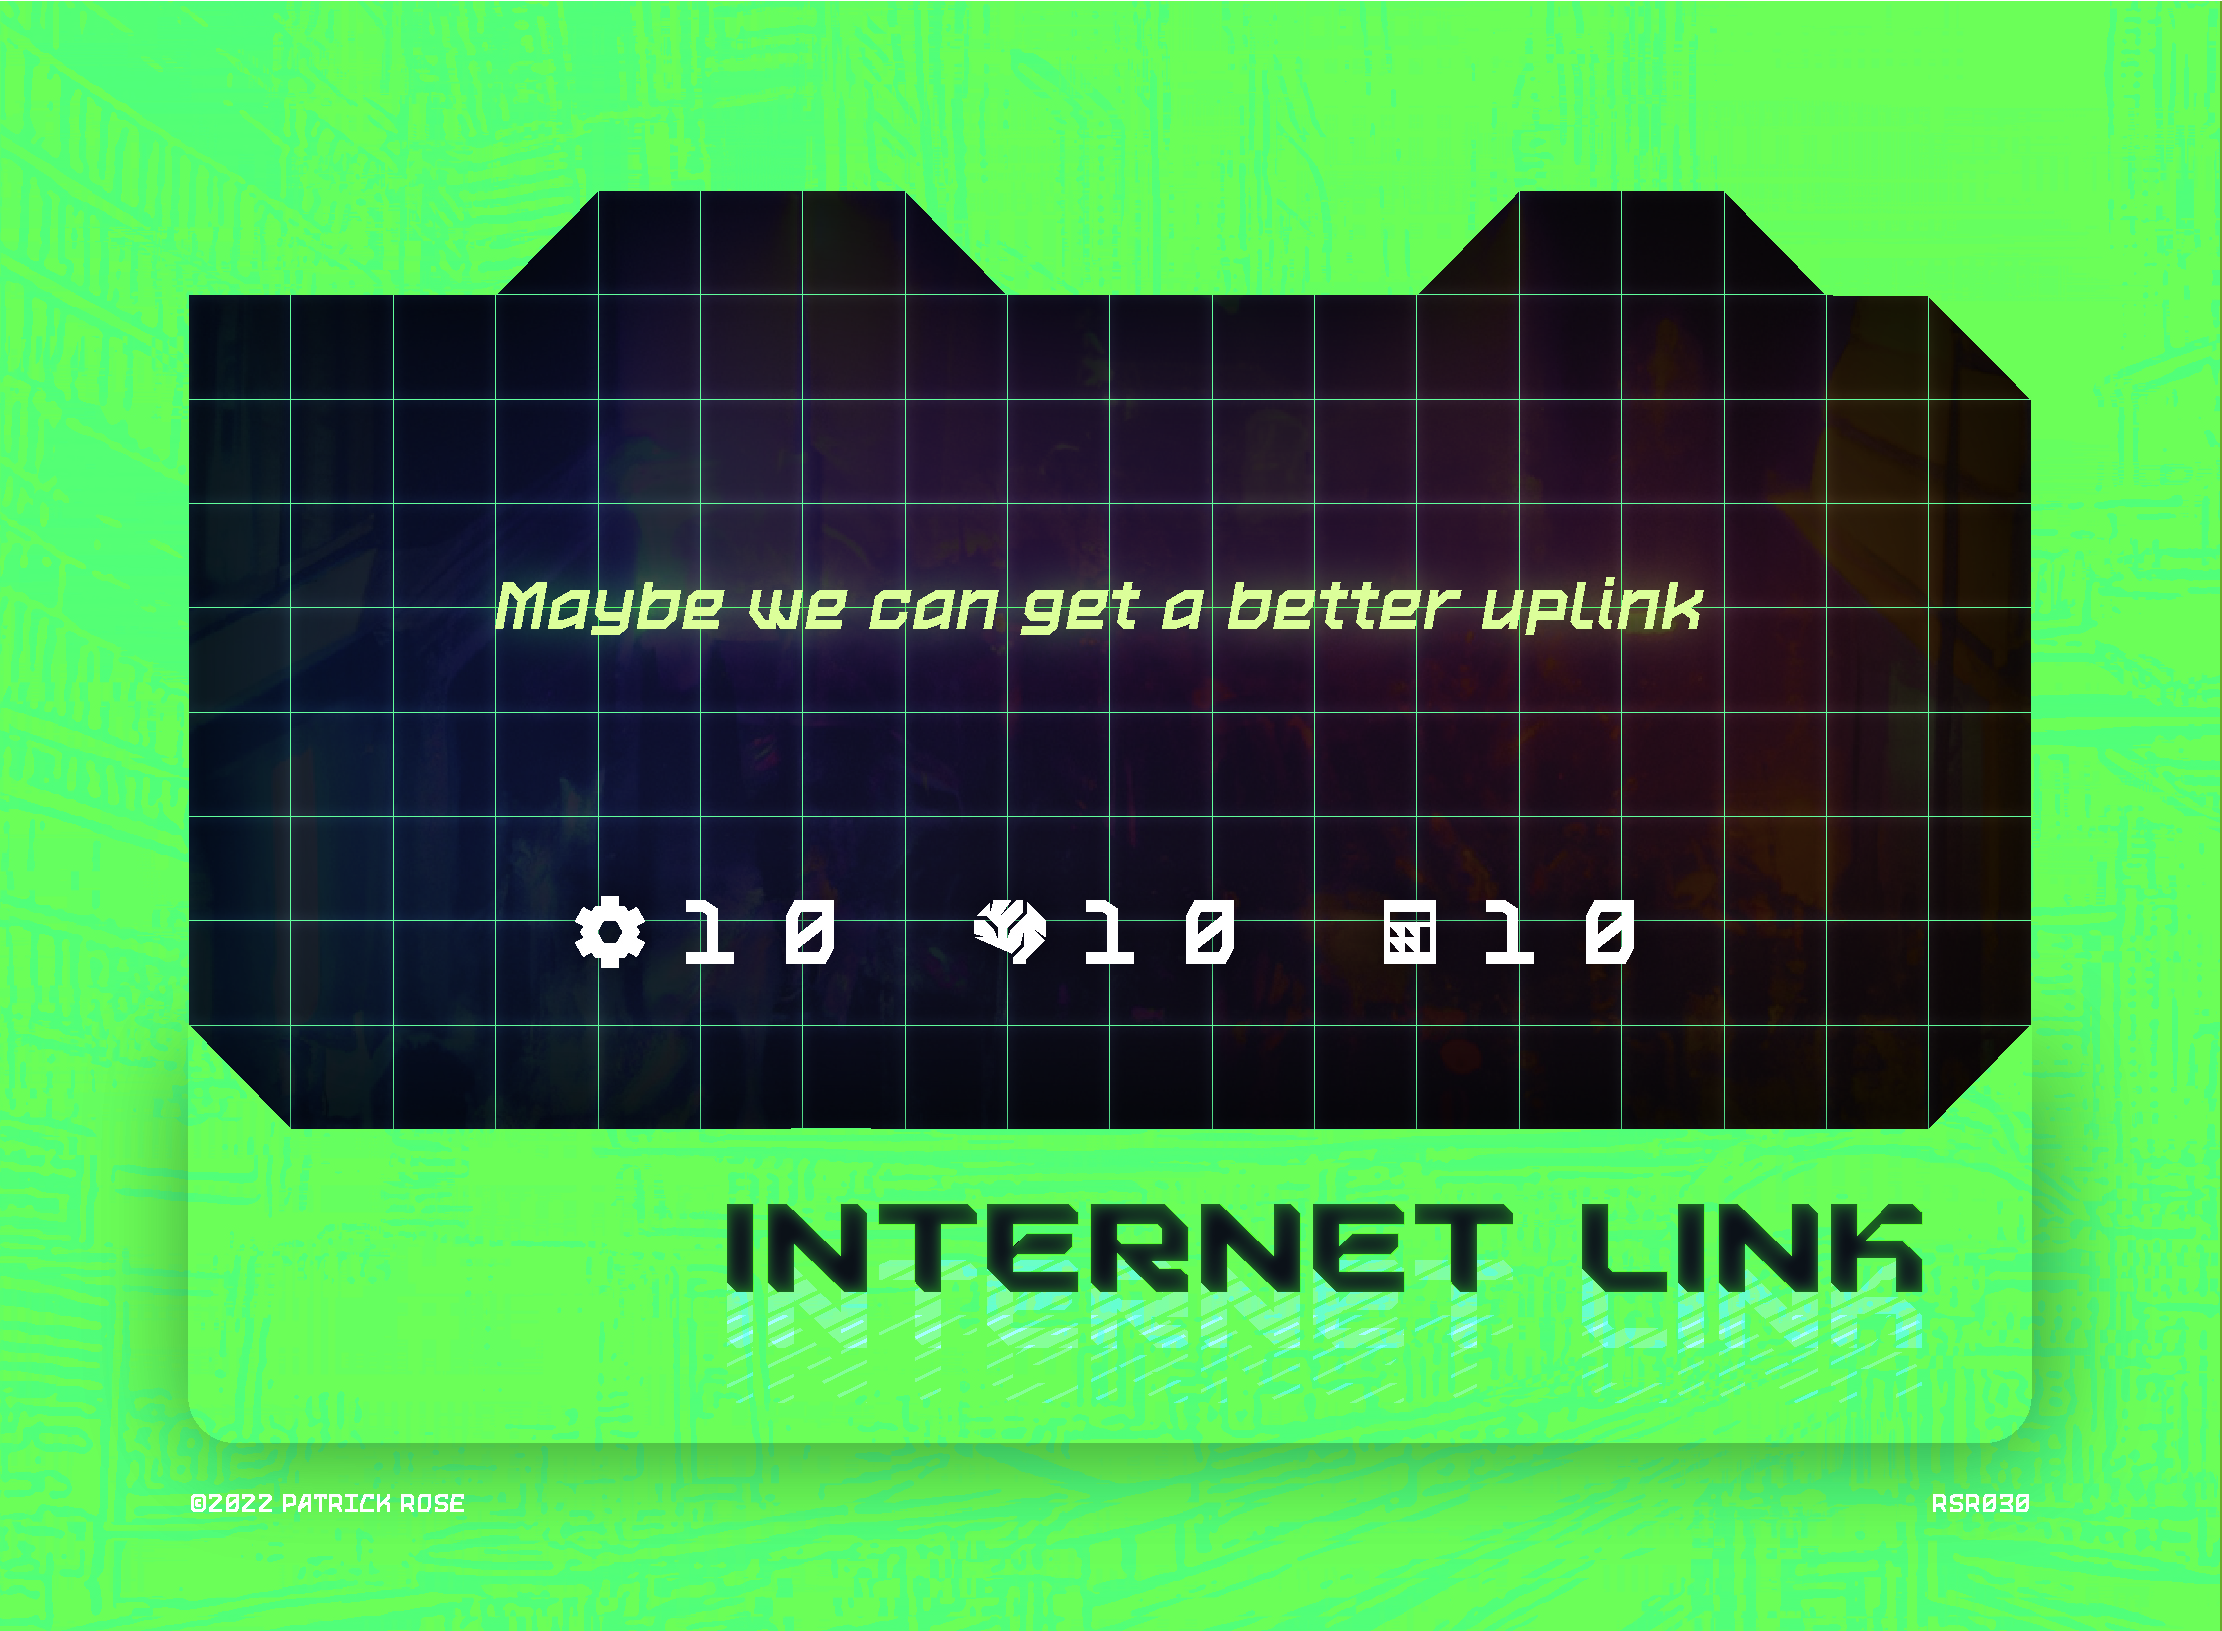 Maybe we can get a better uplink
10 10 10
INTERNET LINK
©2022 PATRICK ROSE
RSR030